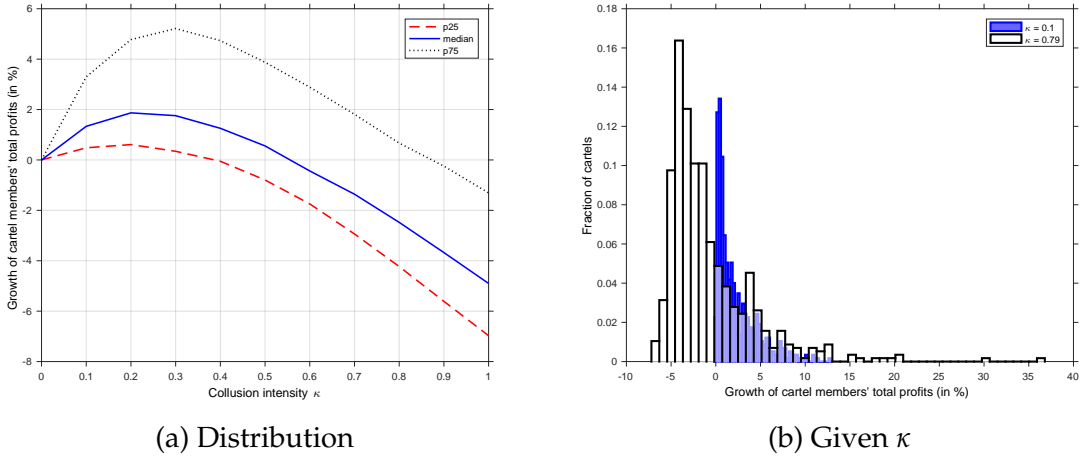 6
4
2
0
-2
-4
-6
-8
Growth of cartel members' total profits (in %)
p25
median
p75
0 0.1 0.2 0.3 0.4 0.5 0.6 0.7 0.8 0.9 1
Collusion intensity κ
(a) Distribution
0.18
0.16
0.14
0.12
0.1
0.08
0.06
0.04
0.02
0
Fraction of cartels
κ = 0.1
κ = 0.79
-10 -5 0 5 10 15 20 25 30 35 40
Growth of cartel members' total profits (in %)
(b) Given κ